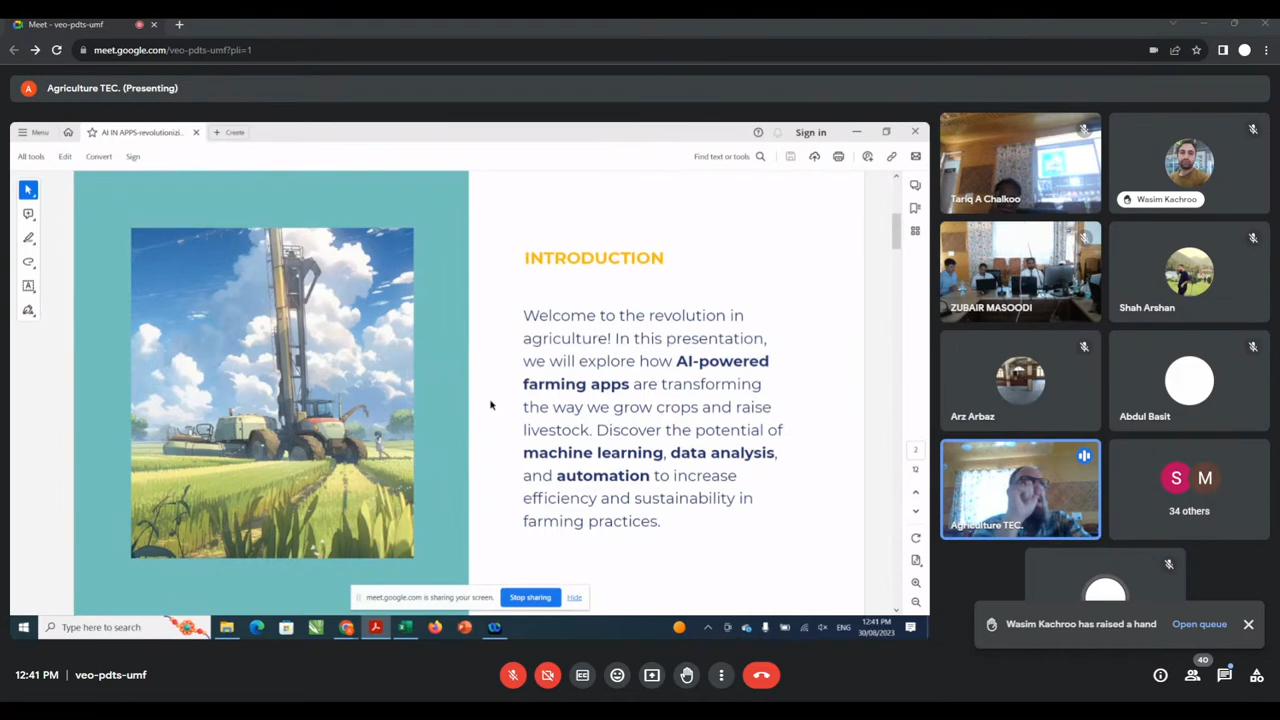 Meet - veo-pdts-umf
meet.google.com/veo-pdts-umf?pli=1
A
Agriculture TEC. (Presenting)
Menu
AI IN APPS-revolutionizi...
Create
Sign in
All tools
Edit
Convert
Sign
Find text or tools
INTRODUCTION
Welcome to the revolution in
agriculture! In this presentation,
we will explore how AI-powered
farming apps are transforming
the way we grow crops and raise
livestock. Discover the potential of
machine learning, data analysis,
and automation to increase
efficiency and sustainability in
farming practices.
2
12
meet.google.com is sharing your screen.
Stop sharing
Hide
Type here to search
ENG
12:41 PM
30/08/2023
Tariq A Chalkoo
Wasim Kachroo
ZUBAIR MASOODI
Shah Arshan
Arz Arbaz
Abdul Basit
Agriculture TEC.
S
M
34 others
Wasim Kachroo has raised a hand
Open queue
12:41 PM
veo-pdts-umf
40